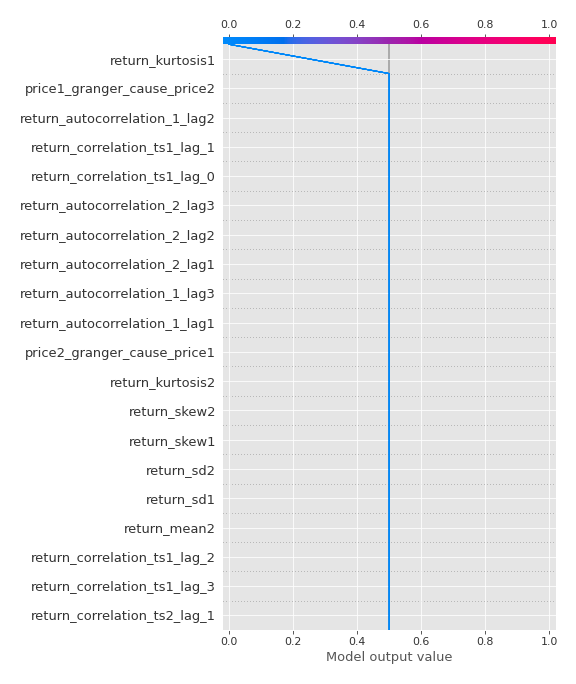 0.0 0.2 0.4 0.6 0.8 1.0
return_kurtosis1
price1_granger_cause_price2
return_autocorrelation_1_lag2
return_correlation_ts1_lag_1
return_correlation_ts1_lag_0
return_autocorrelation_2_lag3
return_autocorrelation_2_lag2
return_autocorrelation_2_lag1
return_autocorrelation_1_lag3
return_autocorrelation_1_lag1
price2_granger_cause_price1
return_kurtosis2
return_skew2
return_skew1
return_sd2
return_sd1
return_mean2
return_correlation_ts1_lag_2
return_correlation_ts1_lag_3
return_correlation_ts2_lag_1
0.0 0.2 0.4 0.6 0.8 1.0
Model output value